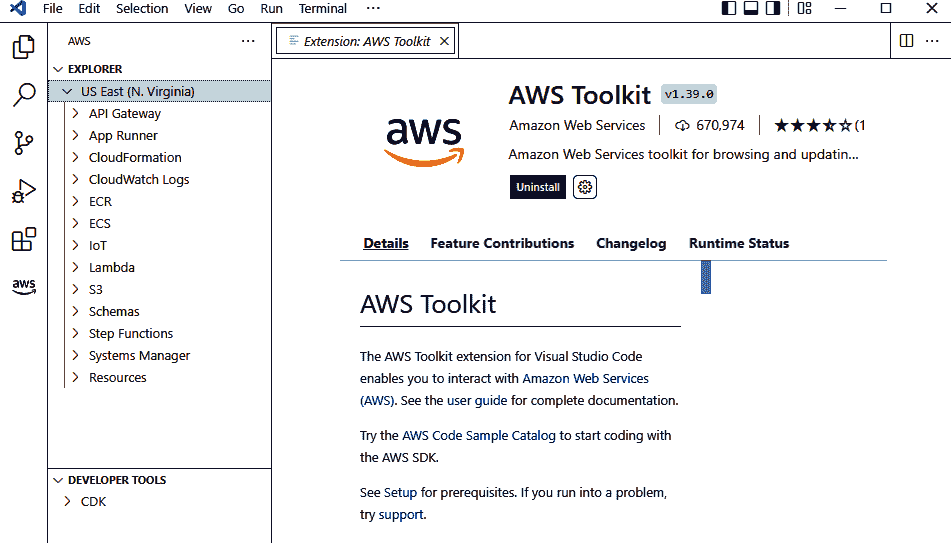 File Edit Selection View Go Run Terminal ···
AWS ···
Extension: AWS Toolkit
EXPLORER
US East (N. Virginia)
API Gateway
App Runner
CloudFormation
CloudWatch Logs
ECR
ECS
IoT
Lambda
S3
Schemas
Step Functions
Systems Manager
Resources
DEVELOPER TOOLS
CDK
aws
aws
AWS Toolkit v1.39.0
Amazon Web Services 670,974 ★★★★☆(1
Amazon Web Services toolkit for browsing and updatin...
Uninstall
Details Feature Contributions Changelog Runtime Status
AWS Toolkit
The AWS Toolkit extension for Visual Studio Code
enables you to interact with Amazon Web Services
(AWS). See the user guide for complete documentation.
Try the AWS Code Sample Catalog to start coding with
the AWS SDK.
See Setup for prerequisites. If you run into a problem,
try support.